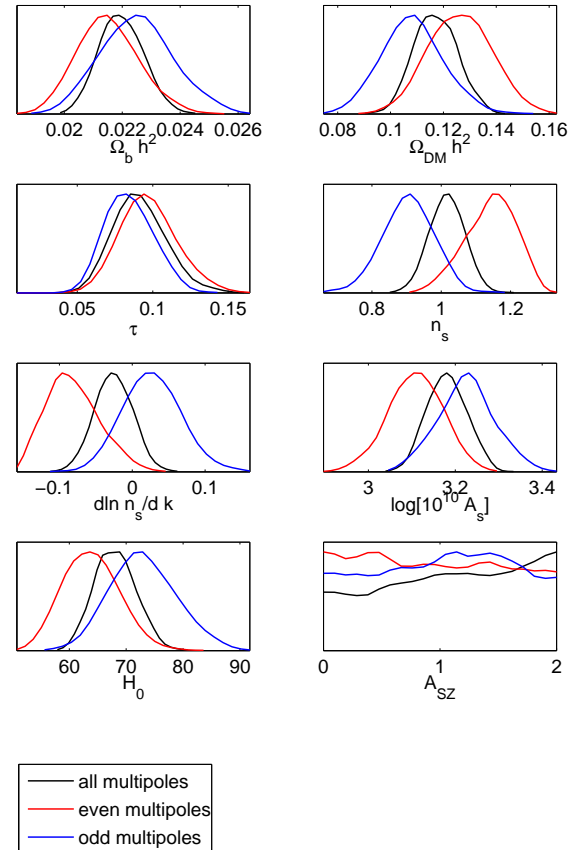 0.02 0.022 0.024 0.026
Ω_b h^2
0.08 0.1 0.12 0.14 0.16
Ω_DM h^2
0.05 0.1 0.15
τ
0.8 1 1.2
n_s
−0.1 0 0.1
dln n_s/d k
3 3.2 3.4
log[10^10 A_s]
60 70 80 90
H_0
0 1 2
A_SZ
all multipoles
even multipoles
odd multipoles